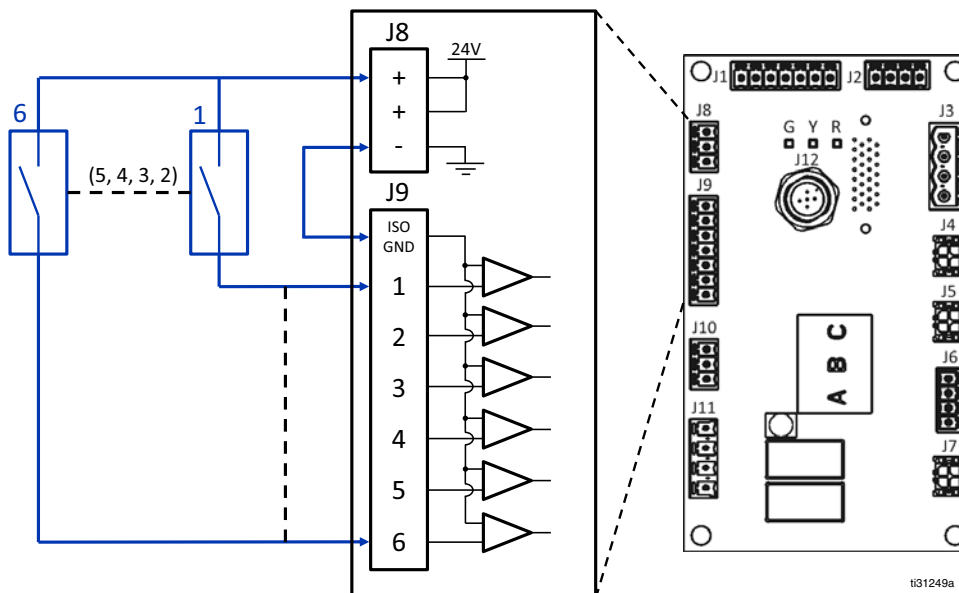 J8
24V
+
+
-
6
1
(5, 4, 3, 2)
J9
ISO
GND
1
2
3
4
5
6
J1
J2
J8
J3
G Y R
J12
J9
J4
J5
J10
J6
A B C
J11
J7
ti31249a